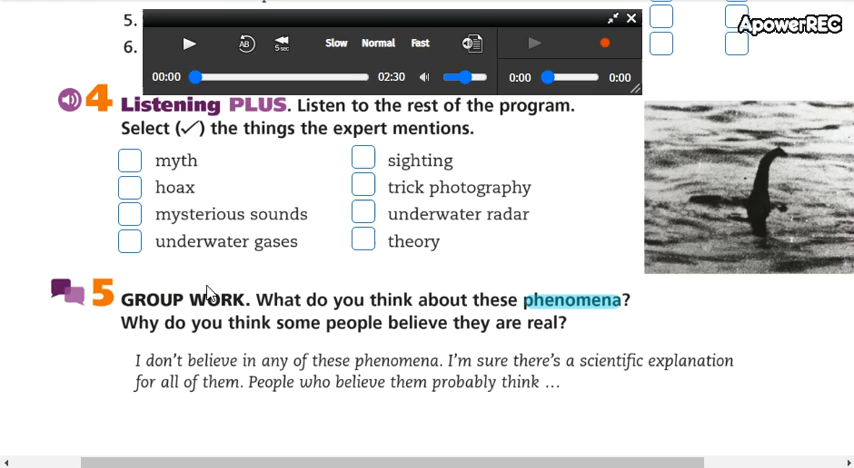 5.
6.
ApowerREC
AB
5sec
Slow Normal Fast
00:00 02:30 0:00 0:00
4 Listening PLUS. Listen to the rest of the program.
Select (✓) the things the expert mentions.
myth sighting
hoax trick photography
mysterious sounds underwater radar
underwater gases theory
5 GROUP WORK. What do you think about these phenomena?
Why do you think some people believe they are real?
I don't believe in any of these phenomena. I'm sure there's a scientific explanation
for all of them. People who believe them probably think …